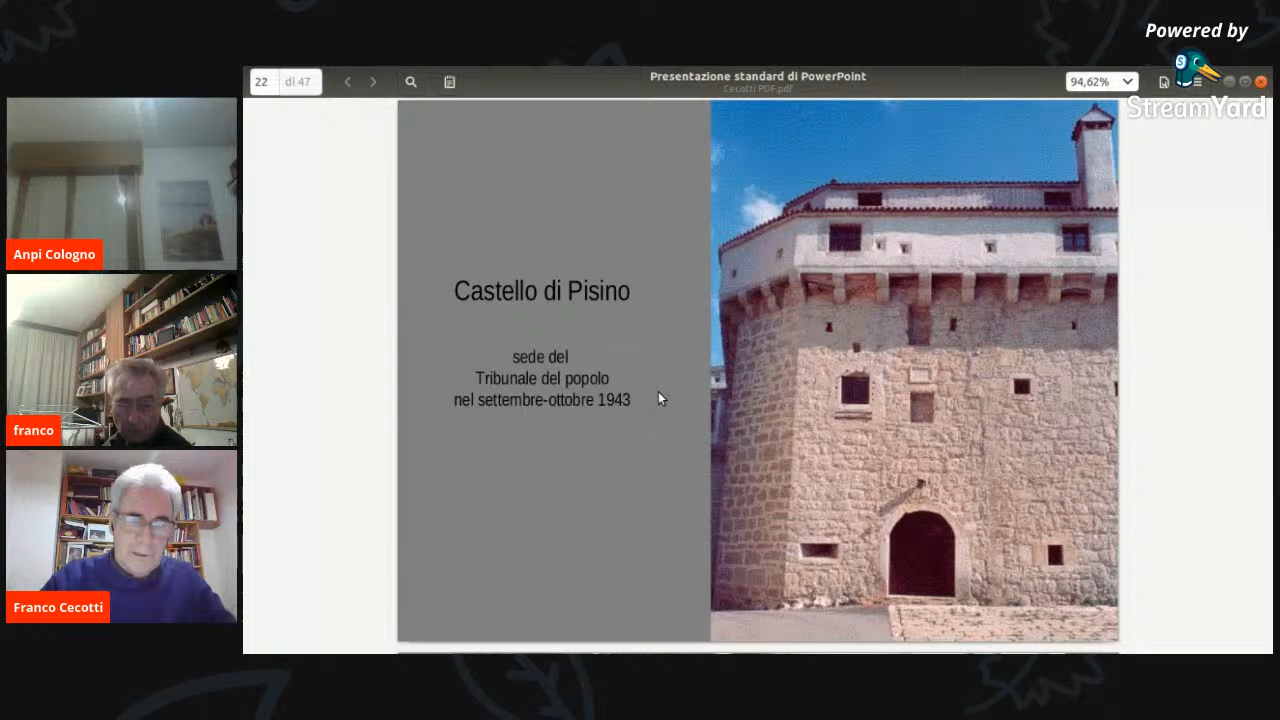 Powered by
StreamYard
22 di 47
Presentazione standard di PowerPoint
Cecotti PDF.pdf
94,62%
Anpi Cologno
franco
Franco Cecotti
Castello di Pisino
sede del
Tribunale del popolo
nel settembre-ottobre 1943